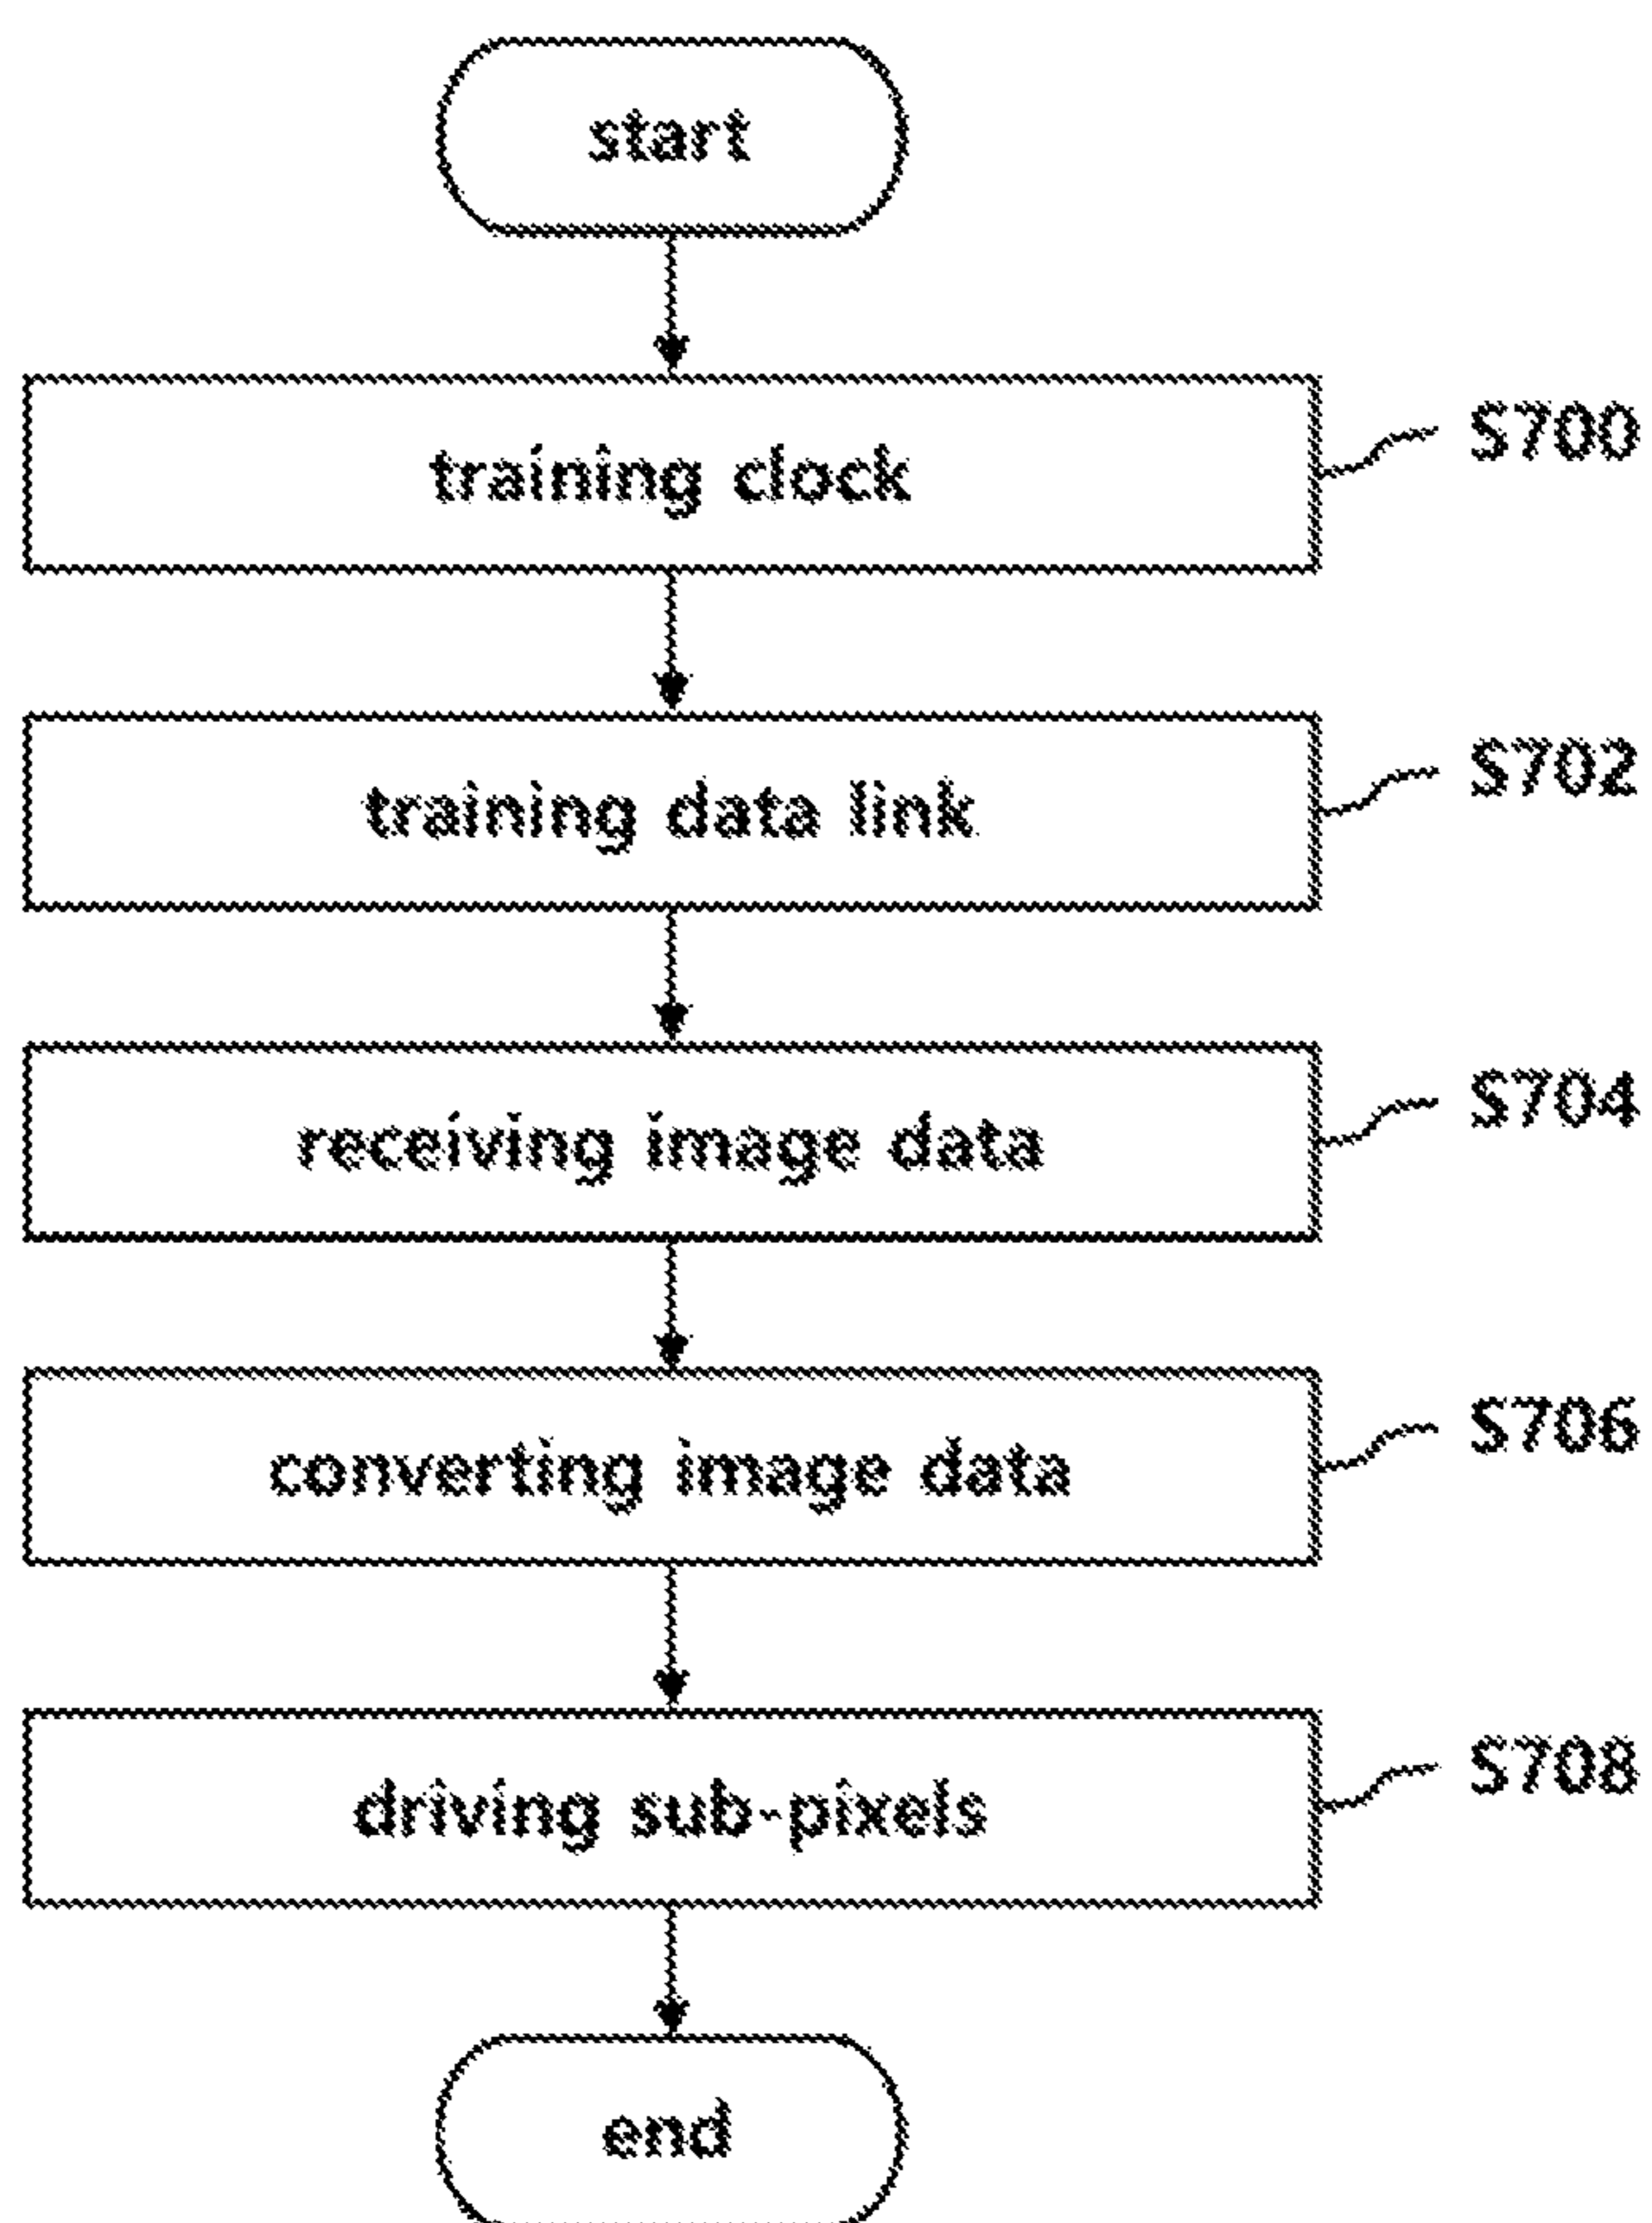 start
training clock
S700
training data link
S702
receiving image data
S704
converting image data
S706
driving sub-pixels
S708
end